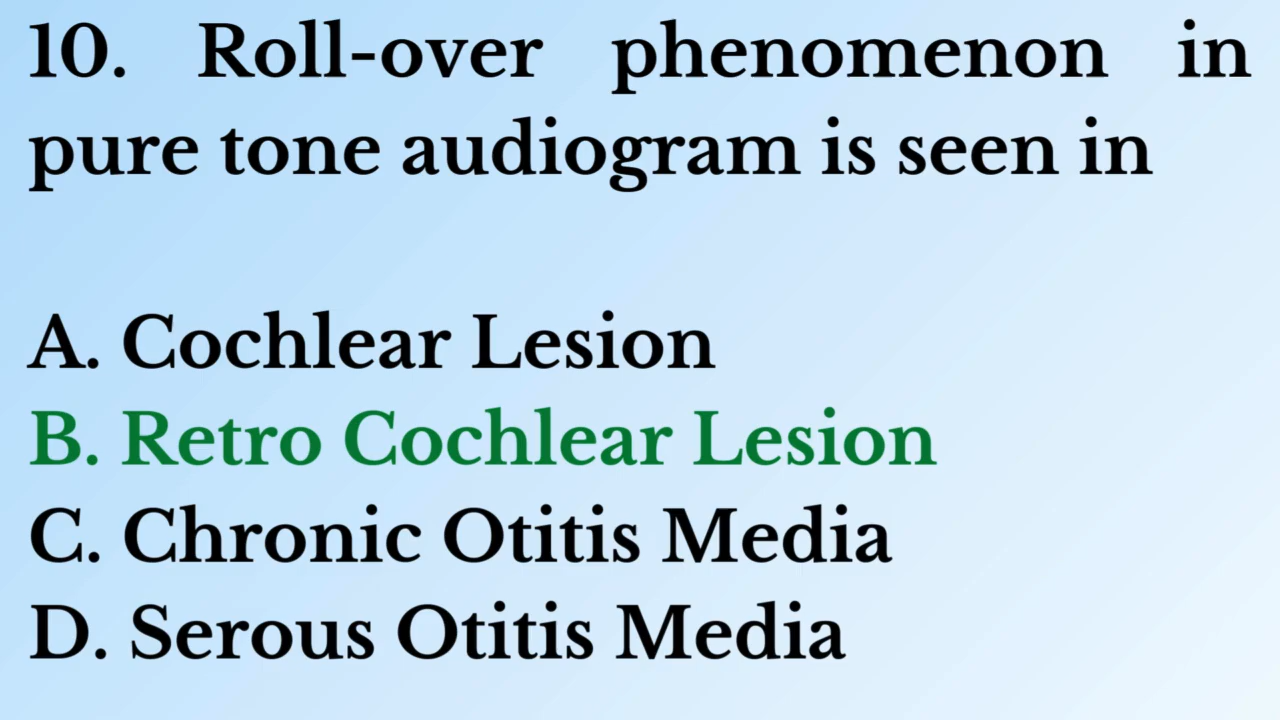 10. Roll-over phenomenon in
pure tone audiogram is seen in
A. Cochlear Lesion
B. Retro Cochlear Lesion
C. Chronic Otitis Media
D. Serous Otitis Media